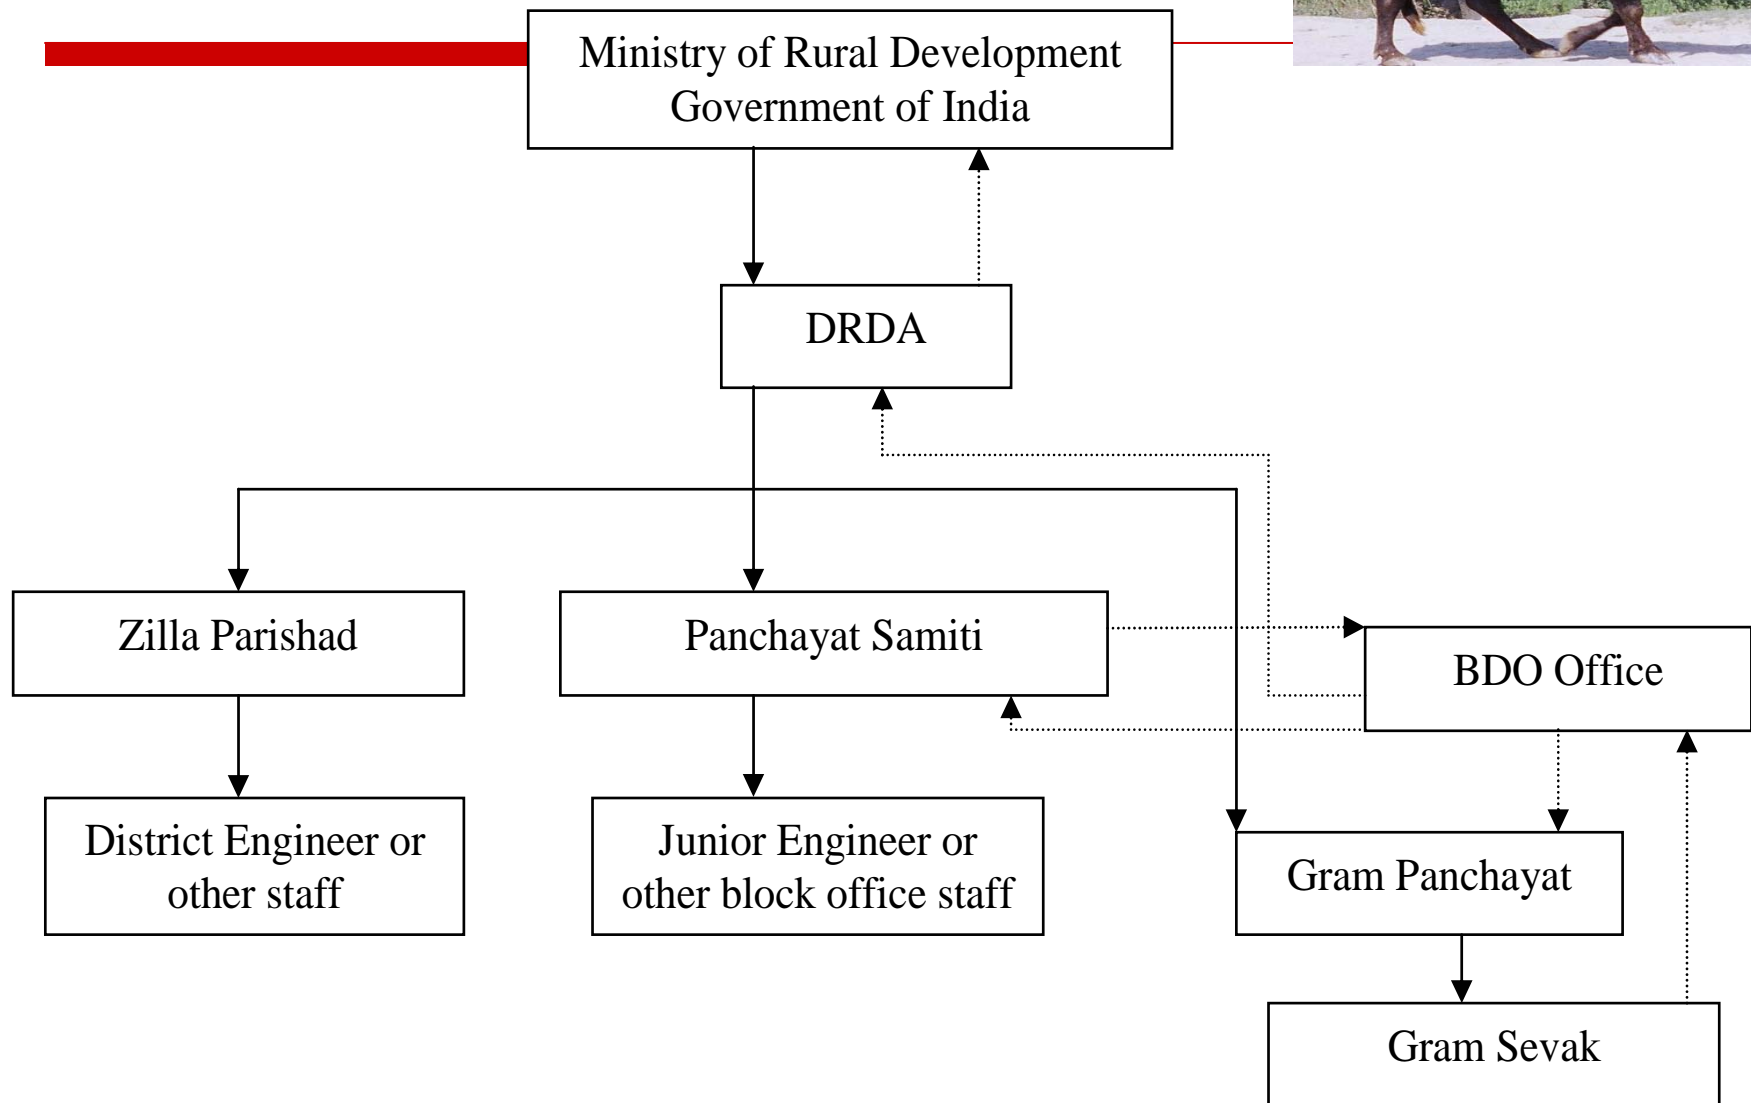 Ministry of Rural Development
Government of India
DRDA
Zilla Parishad
Panchayat Samiti
BDO Office
District Engineer or
other staff
Junior Engineer or
other block office staff
Gram Panchayat
Gram Sevak